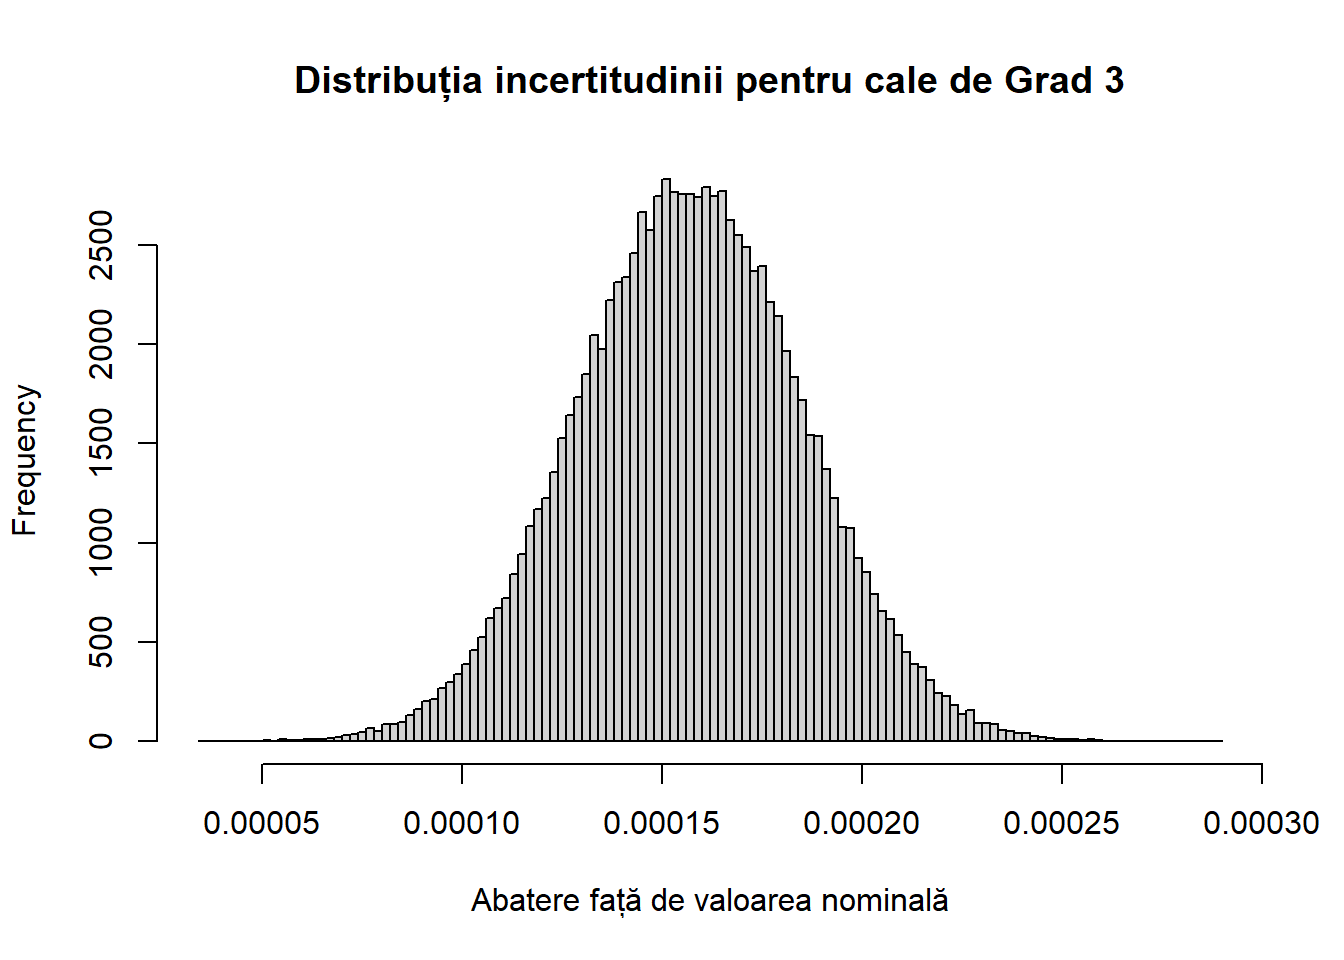 Distribuția incertitudinii pentru cale de Grad 3
Frequency
2500
2000
1500
1000
500
0
0.00005 0.00010 0.00015 0.00020 0.00025 0.00030
Abatere față de valoarea nominală